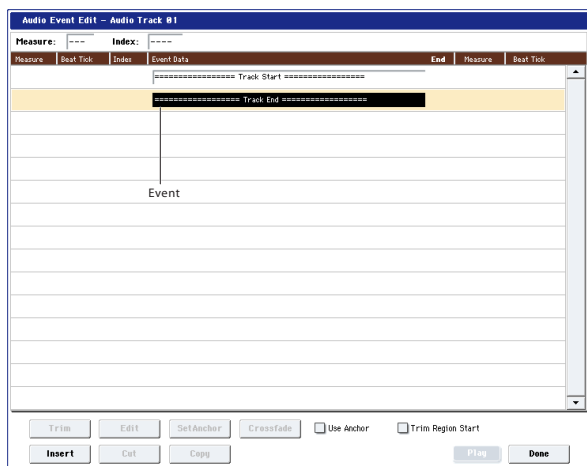 Audio Event Edit – Audio Track 01
Measure: --- Index: ----
Measure Beat Tick Index Event Data End Measure Beat Tick
================= Track Start =================
================== Track End ==================
Event
Trim Edit SetAnchor Crossfade Use Anchor Trim Region Start
Insert Cut Copy Play Done